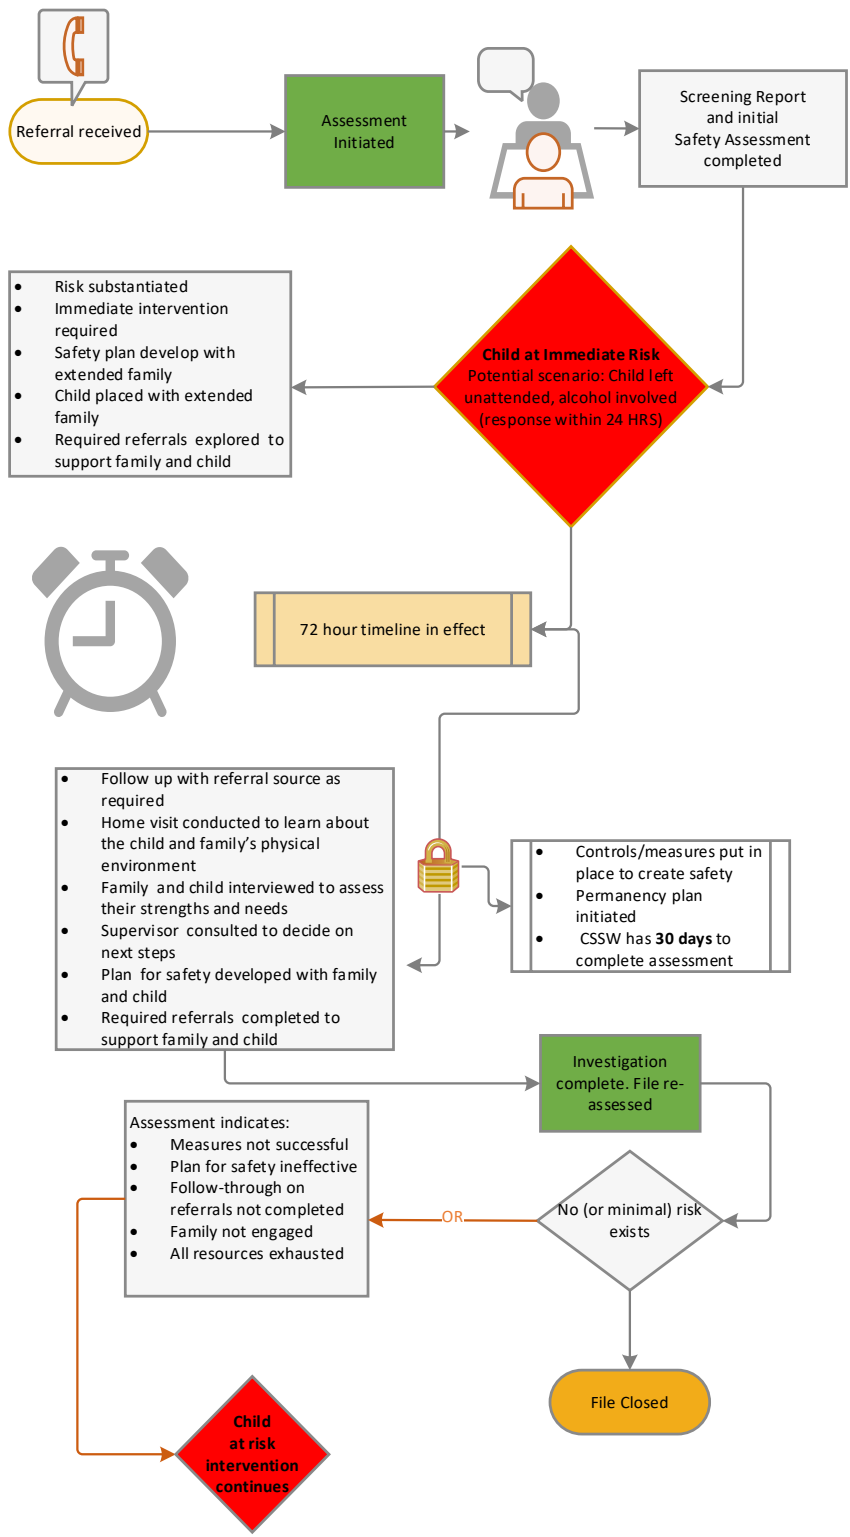 Referral received
Assessment
Initiated
Screening Report
and initial
Safety Assessment
completed
Child at Immediate Risk
Potential scenario: Child left
unattended, alcohol involved
(response within 24 HRS)
• Risk substantiated
• Immediate intervention
required
• Safety plan develop with
extended family
• Child placed with extended
family
• Required referrals explored to
support family and child
72 hour timeline in effect
• Follow up with referral source as
required
• Home visit conducted to learn about
the child and family’s physical
environment
• Family and child interviewed to assess
their strengths and needs
• Supervisor consulted to decide on
next steps
• Plan for safety developed with family
and child
• Required referrals completed to
support family and child
• Controls/measures put in
place to create safety
• Permanency plan
initiated
• CSSW has 30 days to
complete assessment
Investigation
complete. File re-
assessed
No (or minimal) risk
exists
OR
Assessment indicates:
• Measures not successful
• Plan for safety ineffective
• Follow-through on
referrals not completed
• Family not engaged
• All resources exhausted
File Closed
Child
at risk
intervention
continues